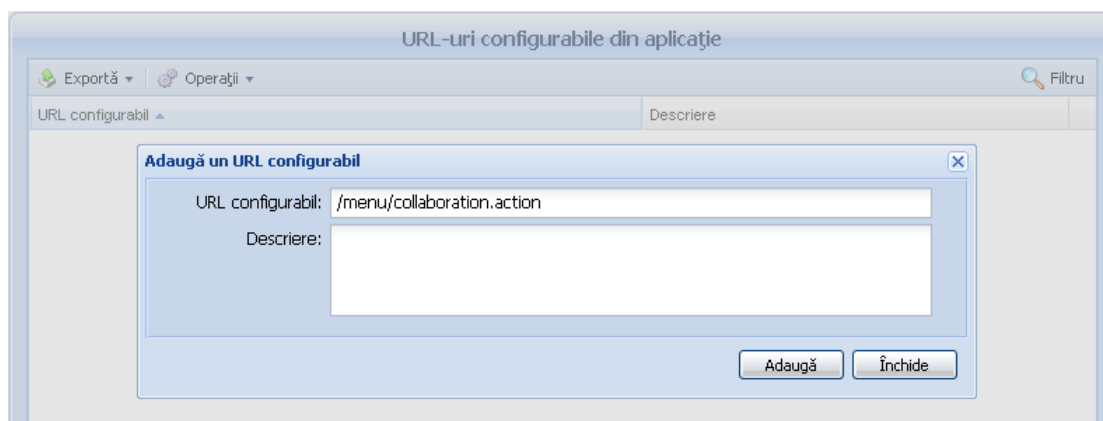 URL-uri configurabile din aplicaţie
Exportă Operaţii Filtru
URL configurabil Descriere
Adaugă un URL configurabil
URL configurabil: /menu/collaboration.action
Descriere:
Adaugă Închide